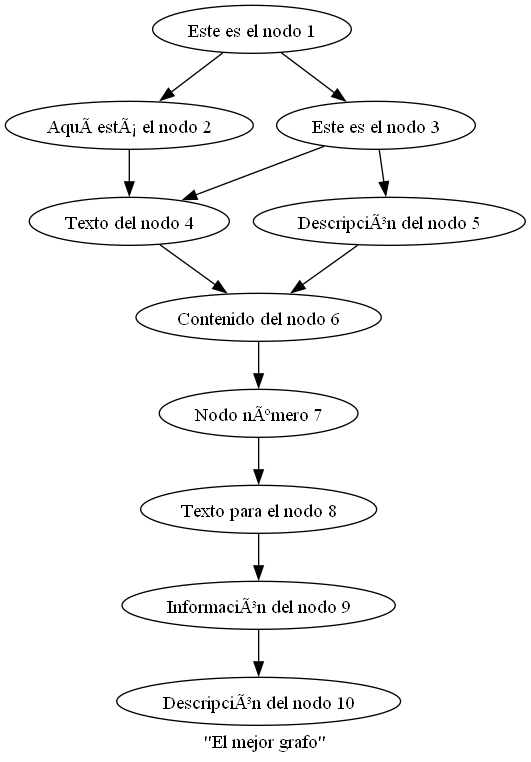 Este es el nodo 1
AquÃ­ estÃ¡ el nodo 2
Este es el nodo 3
Texto del nodo 4
DescripciÃ³n del nodo 5
Contenido del nodo 6
Nodo nÃºmero 7
Texto para el nodo 8
InformaciÃ³n del nodo 9
DescripciÃ³n del nodo 10
"El mejor grafo"